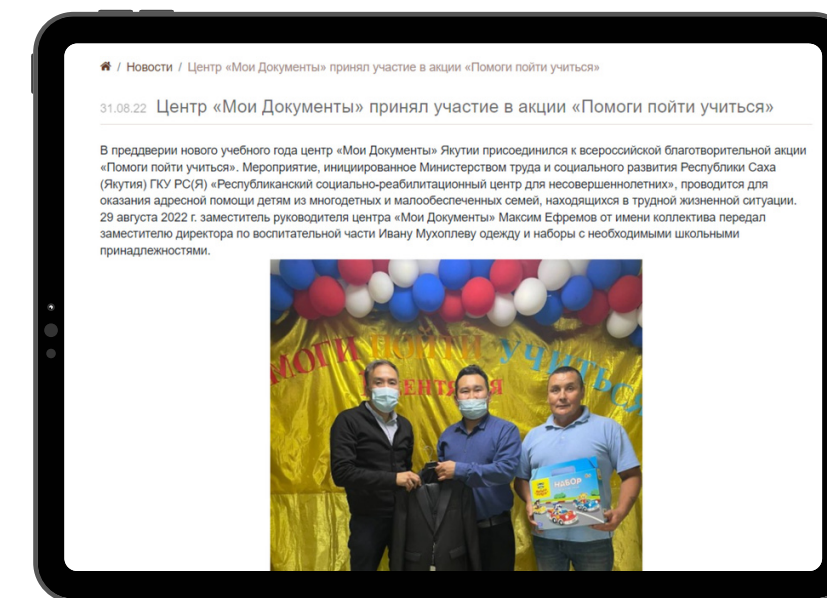 / Новости / Центр «Мои Документы» принял участие в акции «Помоги пойти учиться»
31.08.22 Центр «Мои Документы» принял участие в акции «Помоги пойти учиться»
В преддверии нового учебного года центр «Мои Документы» Якутии присоединился к всероссийской благотворительной акции
«Помоги пойти учиться». Мероприятие, инициированное Министерством труда и социального развития Республики Саха
(Якутия) ГКУ РС(Я) «Республиканский социально-реабилитационный центр для несовершеннолетних», проводится для
оказания адресной помощи детям из многодетных и малообеспеченных семей, находящихся в трудной жизненной ситуации.
29 августа 2022 г. заместитель руководителя центра «Мои Документы» Максим Ефремов от имени коллектива передал
заместителю директора по воспитательной части Ивану Мухоплеву одежду и наборы с необходимыми школьными
принадлежностями.
МОГИ ПОЙТИ УЧИТЬСЯ
НАБОР